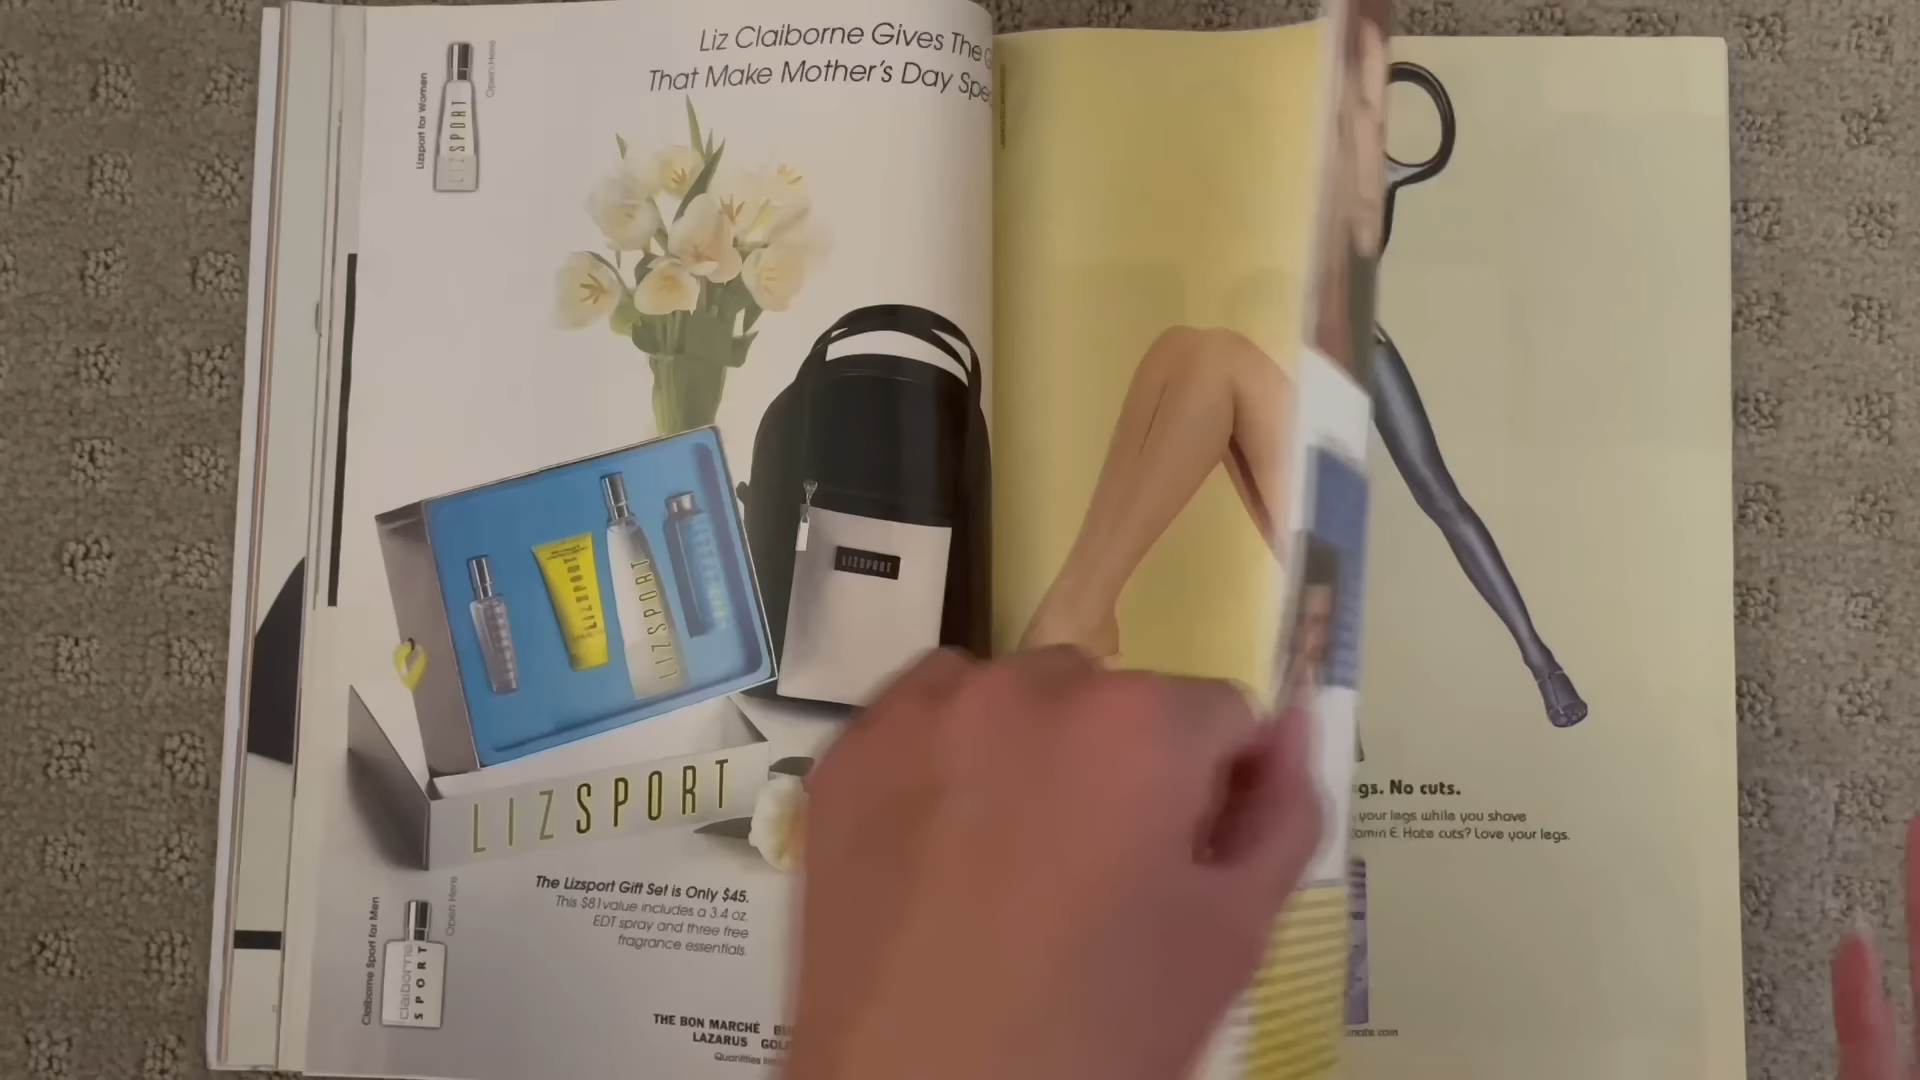 Liz Claiborne Gives The
That Make Mother's Day
Lizsport for Women
Open Here
LIZSPORT
LIZSPORT
LIZSPORT
LIZSPORT
LIZSPORT
The Lizsport Gift Set is Only $45.
This $81 value includes a 3.4 oz.
EDT spray and three free
fragrance essentials.
Claiborne Sport for Men
Open Here
claiborne
SPORT
THE BON MARCHÉ
LAZARUS
Quantities
No cuts.
your legs while you shave
E. Hate cuts? Love your legs.